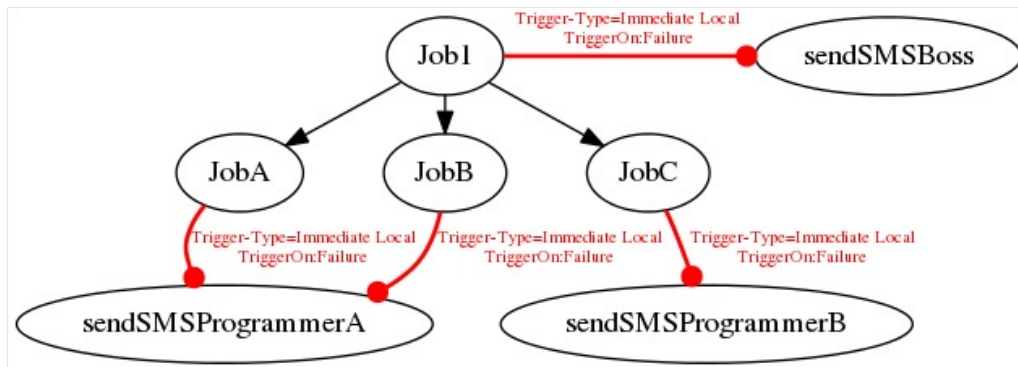 Trigger-Type=Immediate Local
TriggerOn:Failure
Job1
sendSMSBoss
JobA
JobB
JobC
Trigger-Type=Immediate Local
TriggerOn:Failure
Trigger-Type=Immediate Local
TriggerOn:Failure
Trigger-Type=Immediate Local
TriggerOn:Failure
sendSMSProgrammerA
sendSMSProgrammerB